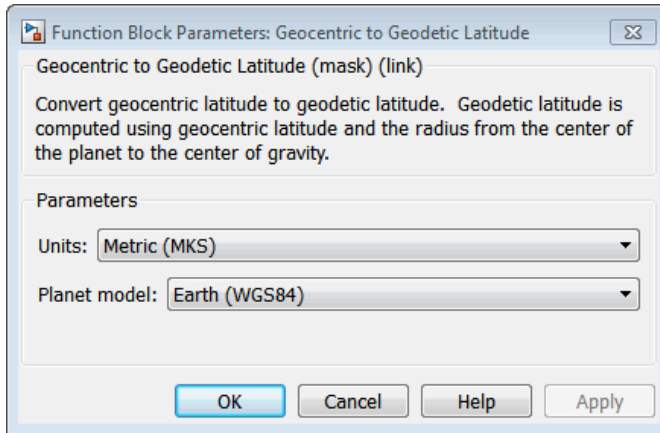 Function Block Parameters: Geocentric to Geodetic Latitude
Geocentric to Geodetic Latitude (mask) (link)
Convert geocentric latitude to geodetic latitude.  Geodetic latitude is
computed using geocentric latitude and the radius from the center of
the planet to the center of gravity.
Parameters
Units: Metric (MKS)
Planet model: Earth (WGS84)
OK Cancel Help Apply